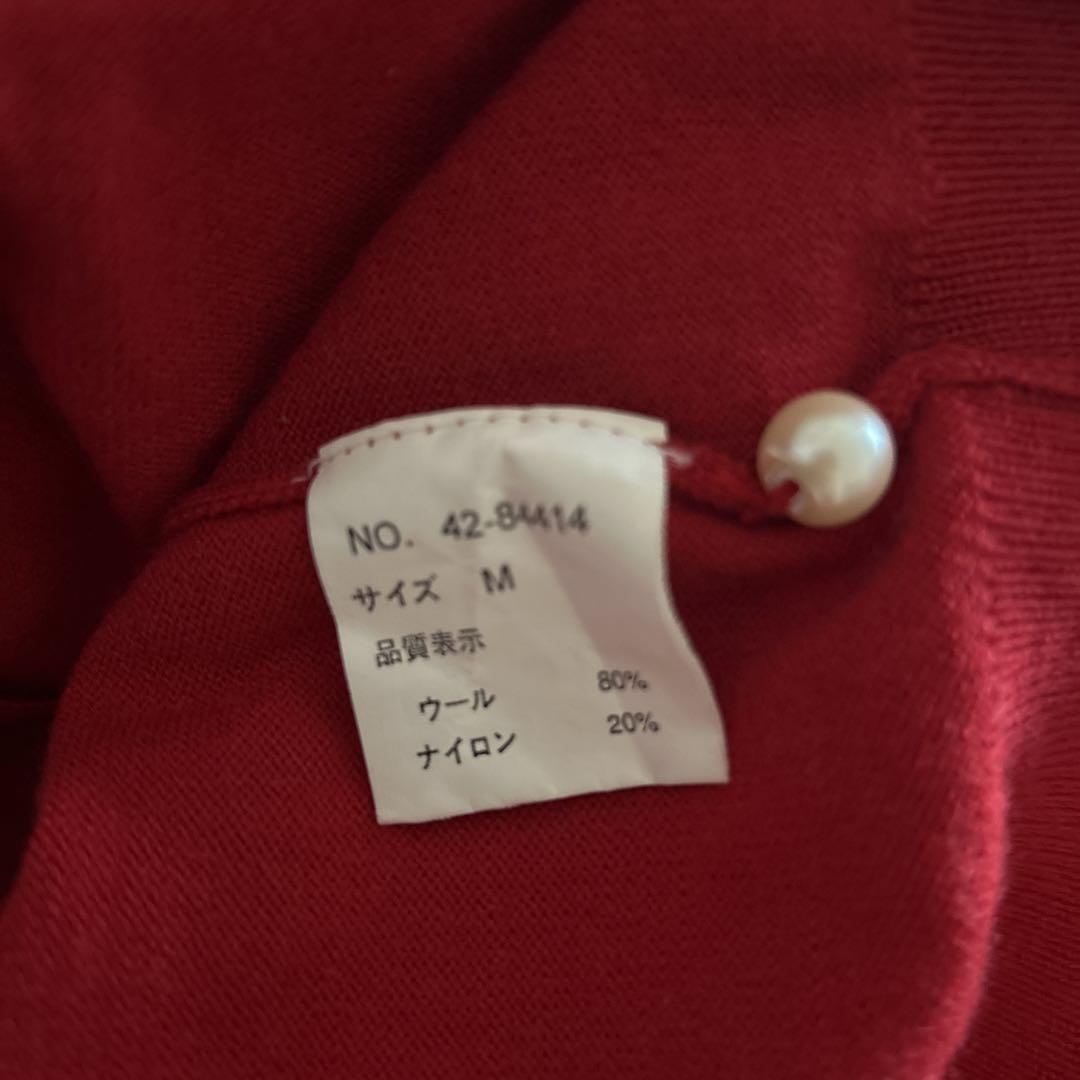 NO. 42-84414
サイズ M
品質表示
ウール 80%
ナイロン 20%